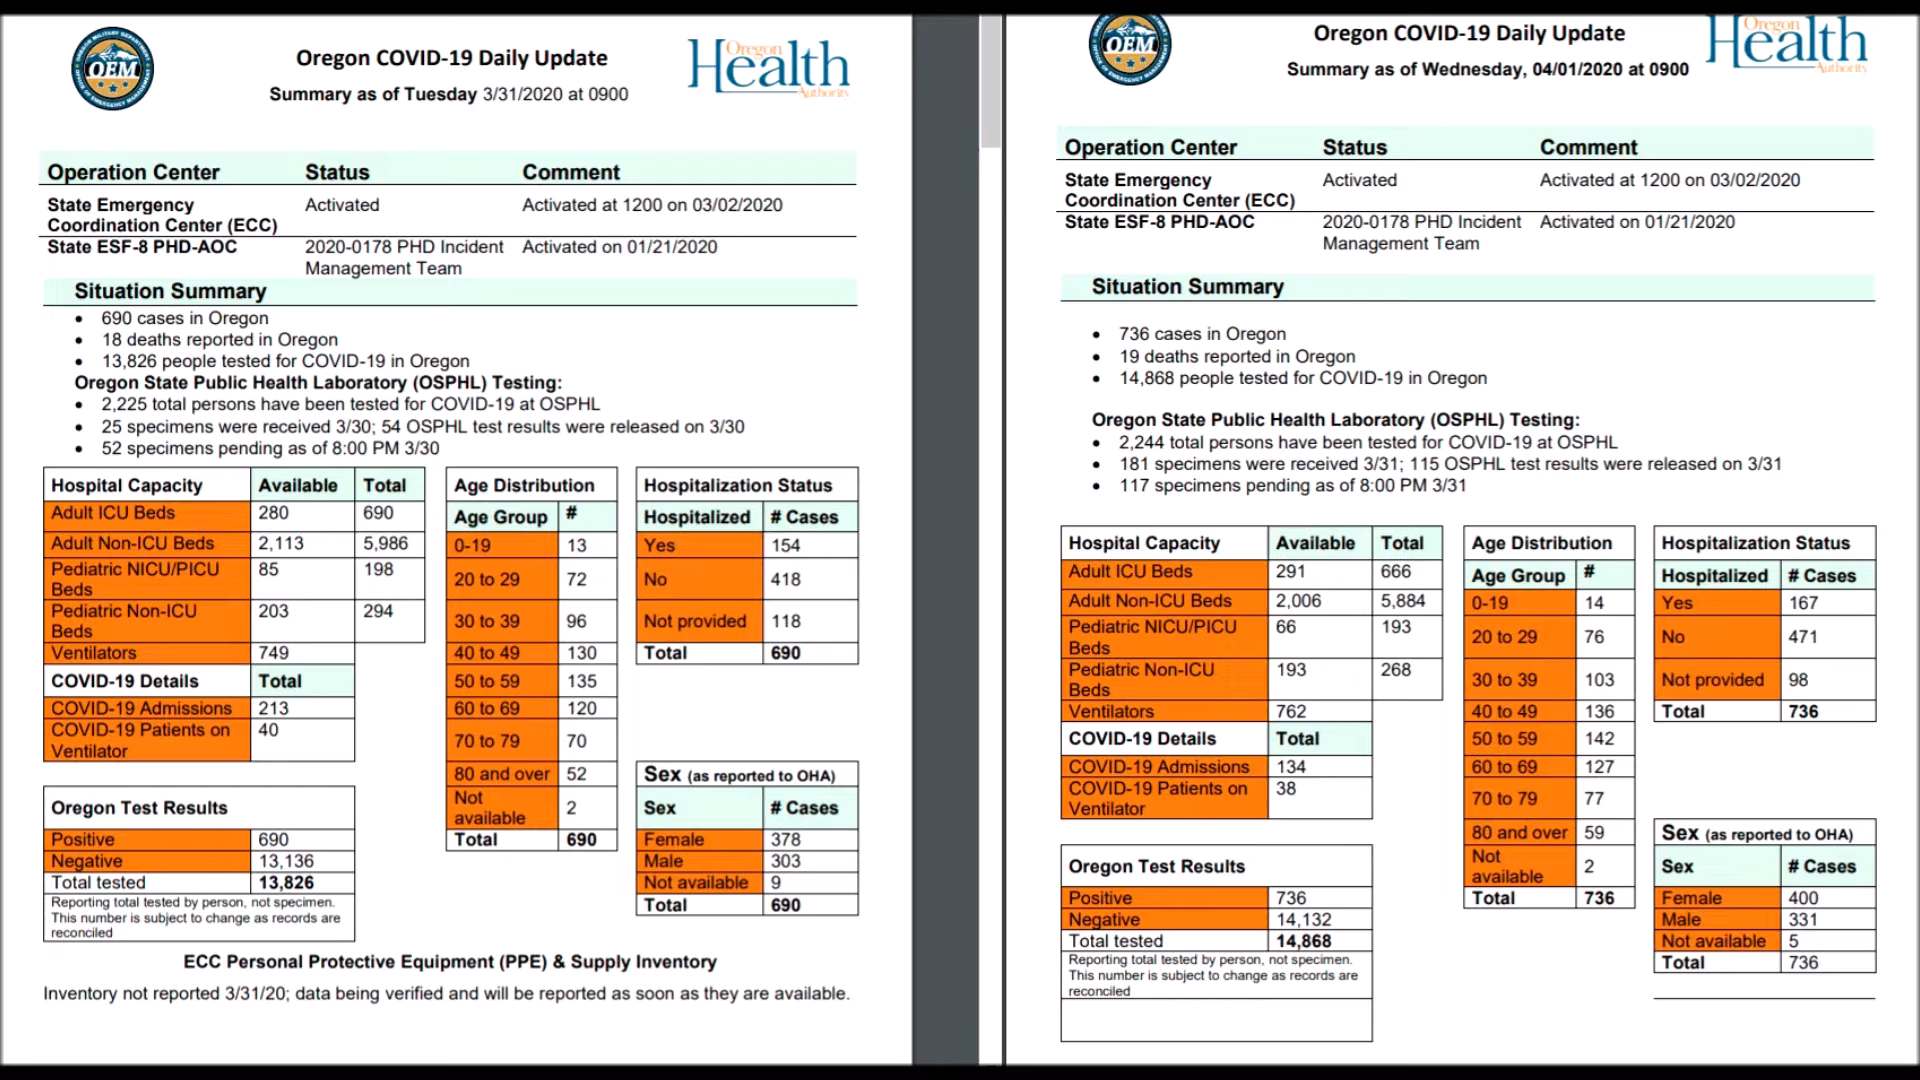 OREGON MILITARY DEPARTMENT
OEM
OFFICE OF EMERGENCY MANAGEMENT
Oregon COVID-19 Daily Update
Summary as of Tuesday 3/31/2020 at 0900
Oregon
Health
Authority
Operation Center Status Comment
State Emergency Activated Activated at 1200 on 03/02/2020
Coordination Center (ECC)
State ESF-8 PHD-AOC 2020-0178 PHD Incident Activated on 01/21/2020
Management Team
Situation Summary
• 690 cases in Oregon
• 18 deaths reported in Oregon
• 13,826 people tested for COVID-19 in Oregon
Oregon State Public Health Laboratory (OSPHL) Testing:
• 2,225 total persons have been tested for COVID-19 at OSPHL
• 25 specimens were received 3/30; 54 OSPHL test results were released on 3/30
• 52 specimens pending as of 8:00 PM 3/30
Hospital Capacity Available Total
Adult ICU Beds 280 690
Adult Non-ICU Beds 2,113 5,986
Pediatric NICU/PICU 85 198
Beds
Pediatric Non-ICU 203 294
Beds
Ventilators 749
COVID-19 Details Total
COVID-19 Admissions 213
COVID-19 Patients on 40
Ventilator
Oregon Test Results
Positive 690
Negative 13,136
Total tested 13,826
Reporting total tested by person, not specimen.
This number is subject to change as records are
reconciled
Age Distribution
Age Group #
0-19 13
20 to 29 72
30 to 39 96
40 to 49 130
50 to 59 135
60 to 69 120
70 to 79 70
80 and over 52
Not
available 2
Total 690
Hospitalization Status
Hospitalized # Cases
Yes 154
No 418
Not provided 118
Total 690
Sex (as reported to OHA)
Sex # Cases
Female 378
Male 303
Not available 9
Total 690
ECC Personal Protective Equipment (PPE) & Supply Inventory
Inventory not reported 3/31/20; data being verified and will be reported as soon as they are available.
OEM
Oregon COVID-19 Daily Update
Summary as of Wednesday, 04/01/2020 at 0900
Oregon
Health
Authority
Operation Center Status Comment
State Emergency Activated Activated at 1200 on 03/02/2020
Coordination Center (ECC)
State ESF-8 PHD-AOC 2020-0178 PHD Incident Activated on 01/21/2020
Management Team
Situation Summary
• 736 cases in Oregon
• 19 deaths reported in Oregon
• 14,868 people tested for COVID-19 in Oregon
Oregon State Public Health Laboratory (OSPHL) Testing:
• 2,244 total persons have been tested for COVID-19 at OSPHL
• 181 specimens were received 3/31; 115 OSPHL test results were released on 3/31
• 117 specimens pending as of 8:00 PM 3/31
Hospital Capacity Available Total
Adult ICU Beds 291 666
Adult Non-ICU Beds 2,006 5,884
Pediatric NICU/PICU 66 193
Beds
Pediatric Non-ICU 193 268
Beds
Ventilators 762
COVID-19 Details Total
COVID-19 Admissions 134
COVID-19 Patients on 38
Ventilator
Oregon Test Results
Positive 736
Negative 14,132
Total tested 14,868
Reporting total tested by person, not specimen.
This number is subject to change as records are
reconciled
Age Distribution
Age Group #
0-19 14
20 to 29 76
30 to 39 103
40 to 49 136
50 to 59 142
60 to 69 127
70 to 79 77
80 and over 59
Not
available 2
Total 736
Hospitalization Status
Hospitalized # Cases
Yes 167
No 471
Not provided 98
Total 736
Sex (as reported to OHA)
Sex # Cases
Female 400
Male 331
Not available 5
Total 736